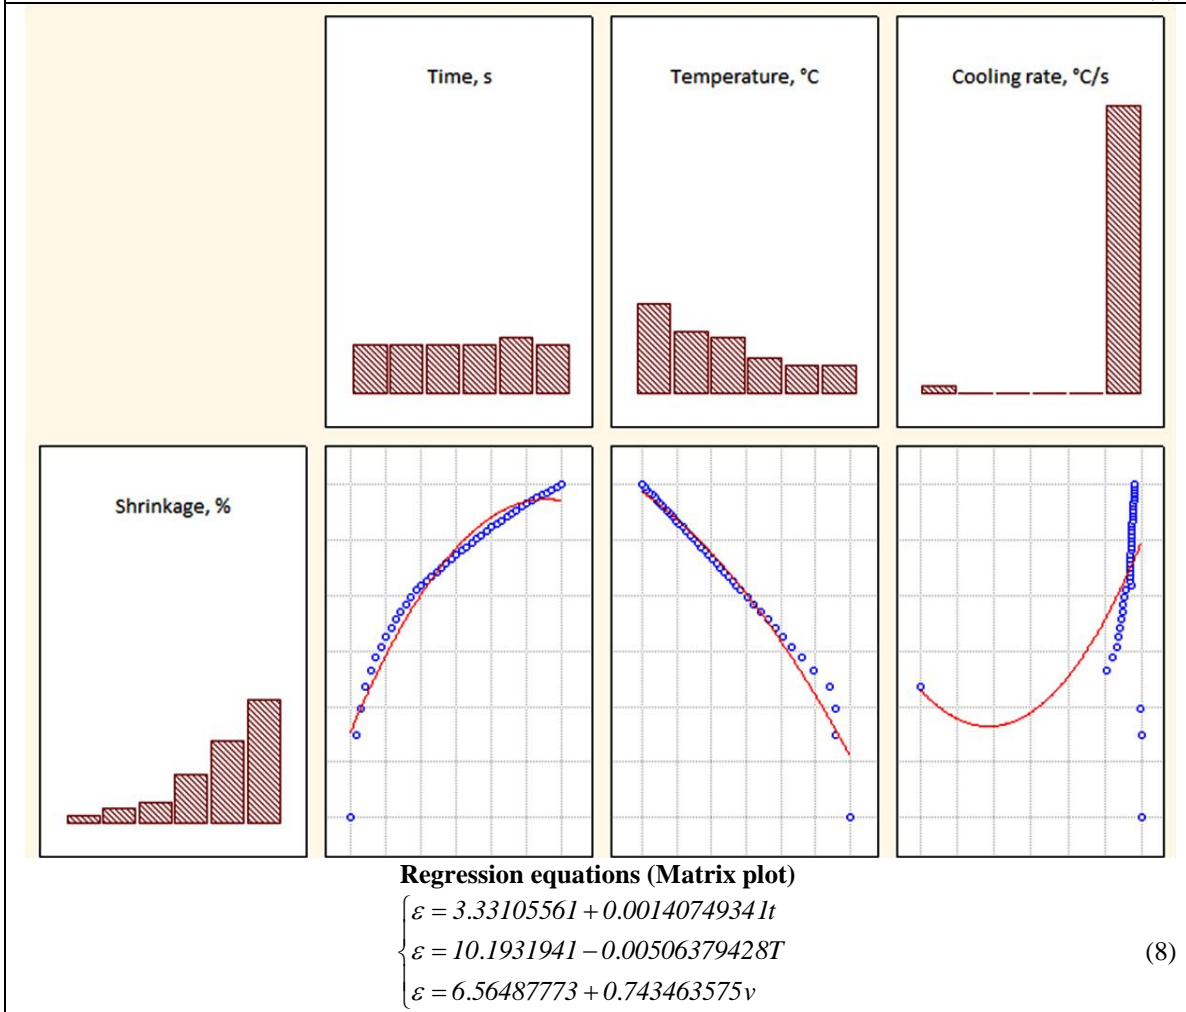 Time, s
Temperature, °C
Cooling rate, °C/s
Shrinkage, %
Regression equations (Matrix plot)
ε = 3.33105561 + 0.00140749341t
ε = 10.1931941 − 0.00506379428T
ε = 6.56487773 + 0.743463575v
(8)